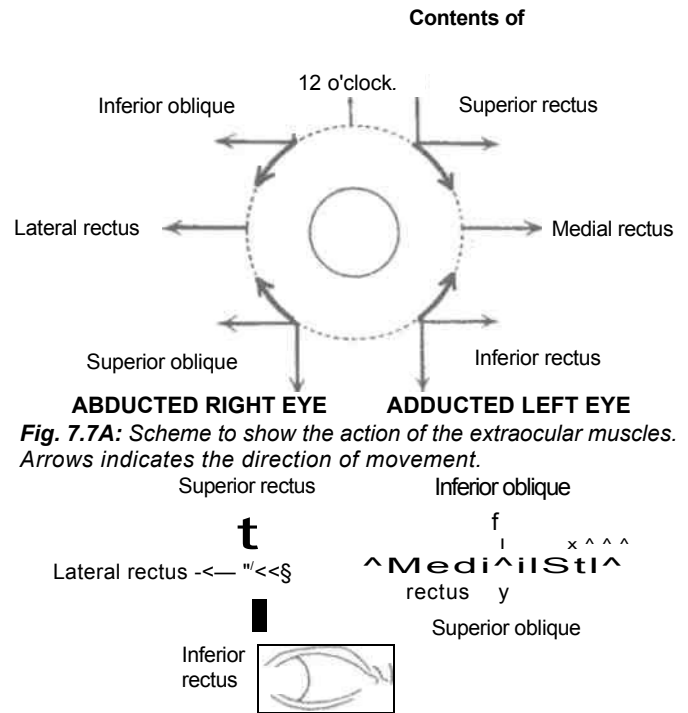 Contents of
12 o'clock.
Inferior oblique
Superior rectus
Lateral rectus
Medial rectus
Superior oblique
Inferior rectus
ABDUCTED RIGHT EYE
ADDUCTED LEFT EYE
Fig. 7.7A: Scheme to show the action of the extraocular muscles.
Arrows indicates the direction of movement.
Superior rectus
Inferior oblique
t
f
Lateral rectus -<— "/<<§
I x ^ ^ ^
^Medi^ilStl^
rectus y
Superior oblique
Inferior
rectus